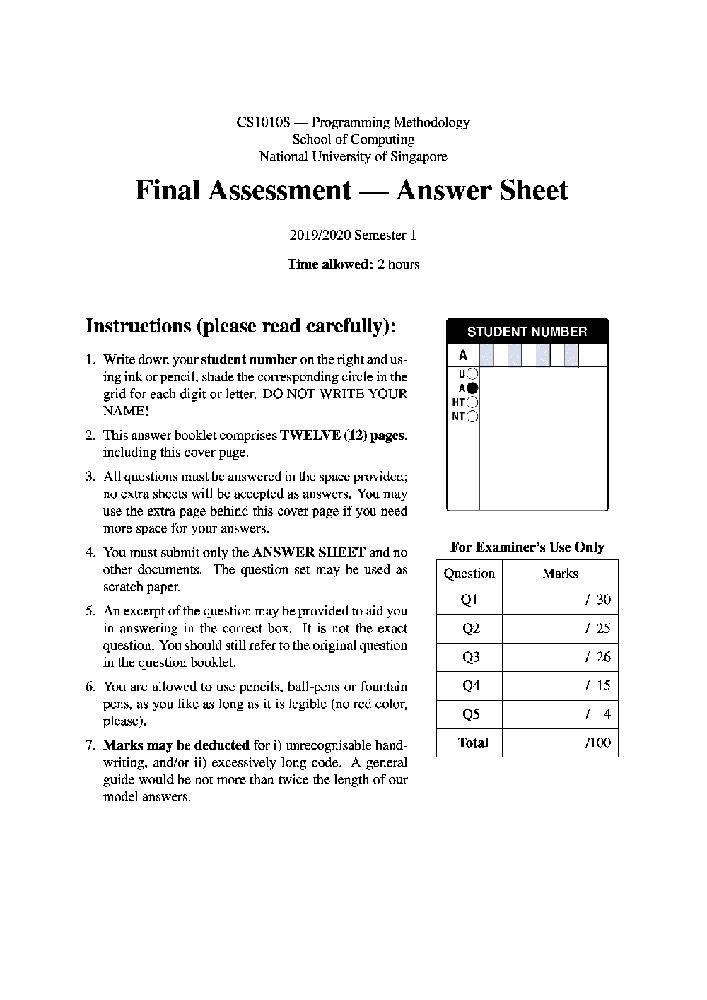 CS1010S — Programming Methodology
School of Computing
National University of Singapore
Final Assessment — Answer Sheet
2019/2020 Semester 1
Time allowed: 2 hours
Instructions (please read carefully):
1. Write down your student number on the right and us-
ing ink or pencil, shade the corresponding circle in the
grid for each digit or letter. DO NOT WRITE YOUR
NAME!
2. This answer booklet comprises TWELVE (12) pages,
including this cover page.
3. All questions must be answered in the space provided;
no extra sheets will be accepted as answers. You may
use the extra page behind this cover page if you need
more space for your answers.
4. You must submit only the ANSWER SHEET and no
other documents. The question set may be used as
scratch paper.
5. An excerpt of the question may be provided to aid you
in answering in the correct box. It is not the exact
question. You should still refer to the original question
in the question booklet.
6. You are allowed to use pencils, ball-pens or fountain
pens, as you like as long as it is legible (no red color,
please).
7. Marks may be deducted for i) unrecognisable hand-
writing, and/or ii) excessively long code. A general
guide would be not more than twice the length of our
model answers.
STUDENT NUMBER
A
U
A
HT
NT
For Examiner's Use Only
Question Marks
Q1 / 30
Q2 / 25
Q3 / 26
Q4 / 15
Q5 / 4
Total /100